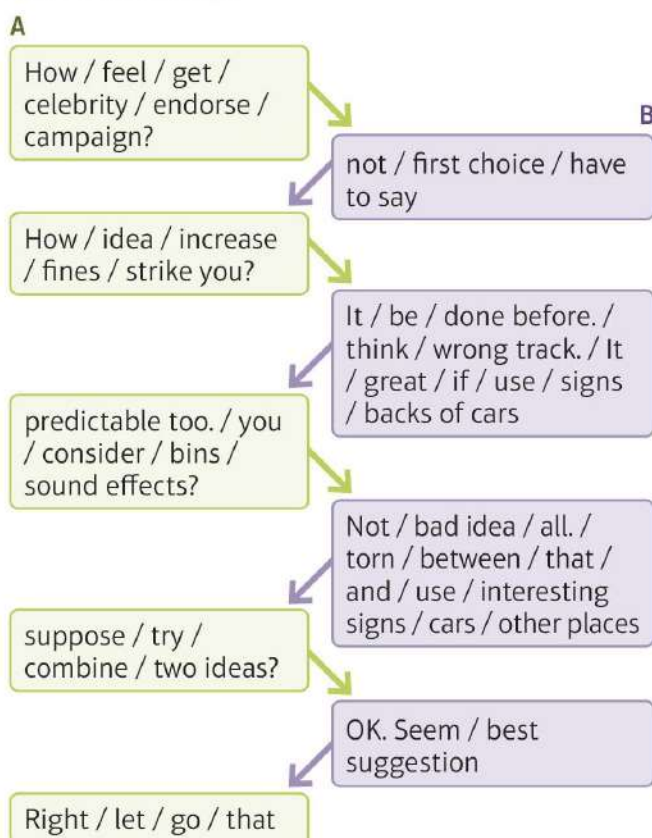 A
How / feel / get /
celebrity / endorse /
campaign?
B
not / first choice / have
to say
How / idea / increase
/ fines / strike you?
It / be / done before. /
think / wrong track. / It
/ great / if / use / signs
/ backs of cars
predictable too. / you
/ consider / bins /
sound effects?
Not / bad idea / all. /
torn / between / that /
and / use / interesting
signs / cars / other places
suppose / try /
combine / two ideas?
OK. Seem / best
suggestion
Right / let / go / that